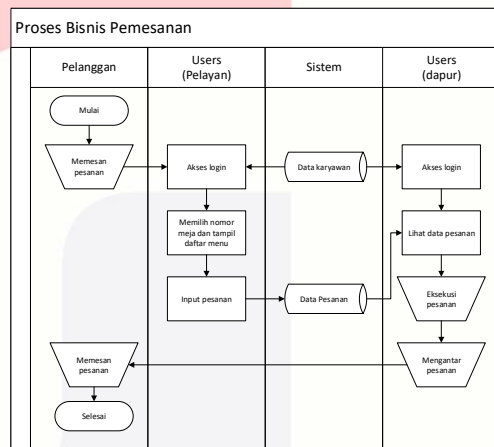 Proses Bisnis Pemesanan
Pelanggan
Users
(Pelayan)
Sistem
Users
(dapur)
Mulai
Memesan
pesanan
Akses login
Data karyawan
Akses login
Memilih nomor
meja dan tampil
daftar menu
Lihat data pesanan
Input pesanan
Data Pesanan
Eksekusi
pesanan
Memesan
pesanan
Mengantar
pesanan
Selesai